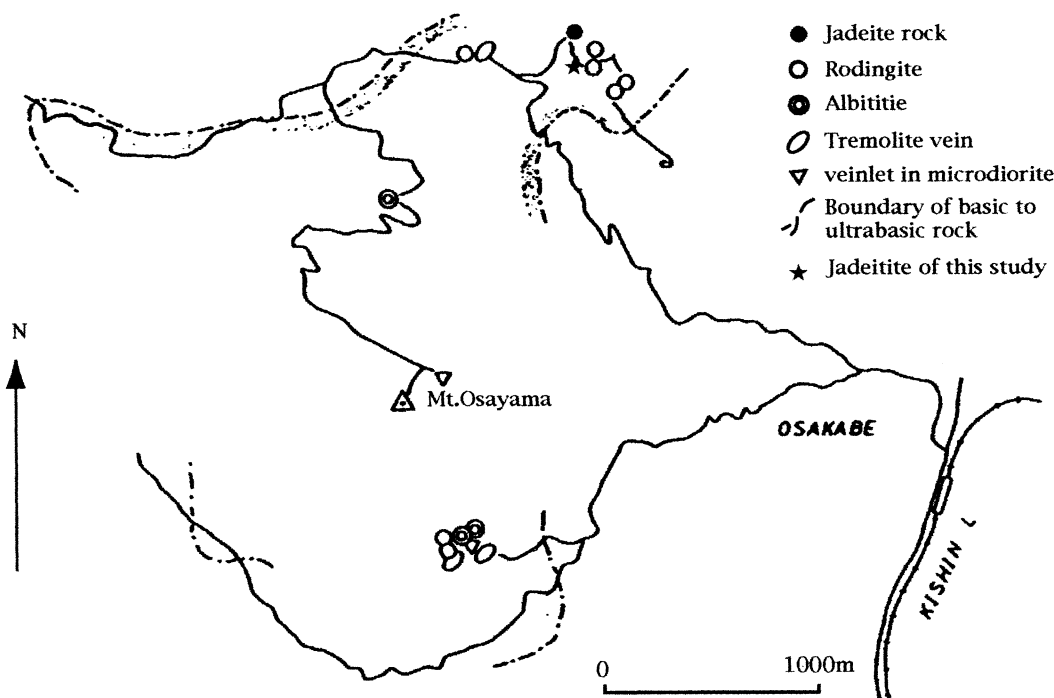 Jadeite rock
Rodingite
Albititie
Tremolite vein
veinlet in microdiorite
Boundary of basic to
ultrabasic rock
Jadeitite of this study
N
Mt.Osayama
OSAKABE
KISHIN L
0 1000m